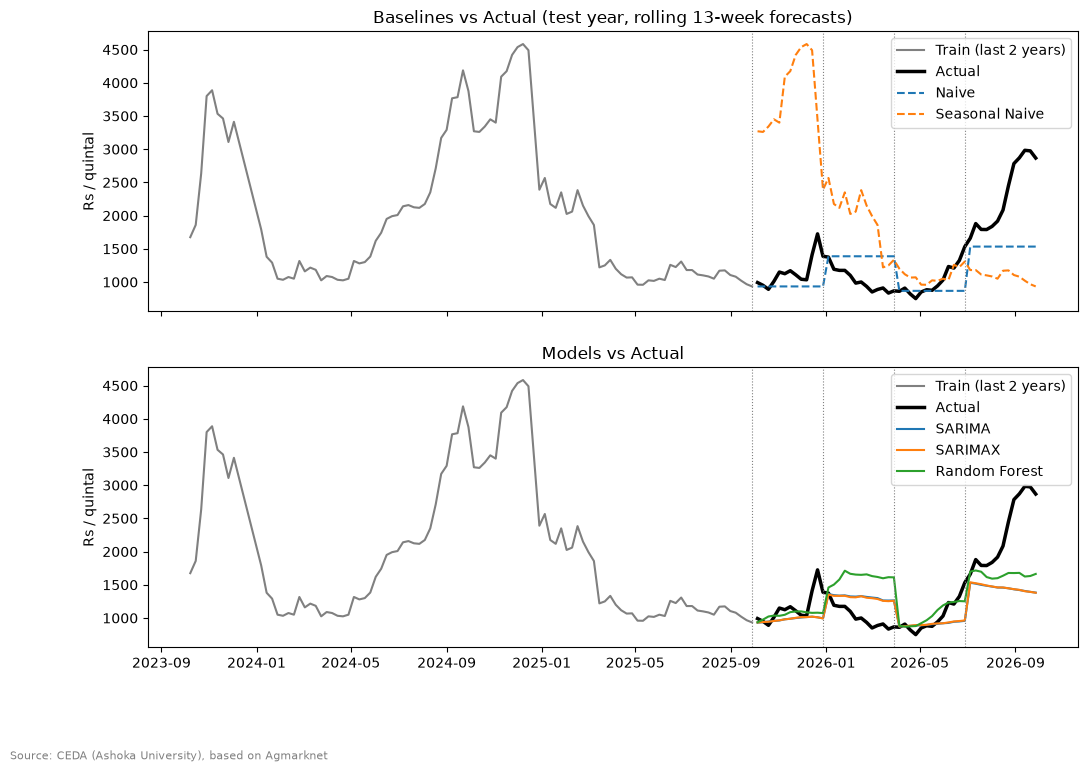 Baselines vs Actual (test year, rolling 13-week forecasts)
Rs / quintal
4500
4000
3500
3000
2500
2000
1500
1000
Train (last 2 years)
Actual
Naive
Seasonal Naive
Models vs Actual
Rs / quintal
4500
4000
3500
3000
2500
2000
1500
1000
Train (last 2 years)
Actual
SARIMA
SARIMAX
Random Forest
2023-09 2024-01 2024-05 2024-09 2025-01 2025-05 2025-09 2026-01 2026-05 2026-09
Source: CEDA (Ashoka University), based on Agmarknet